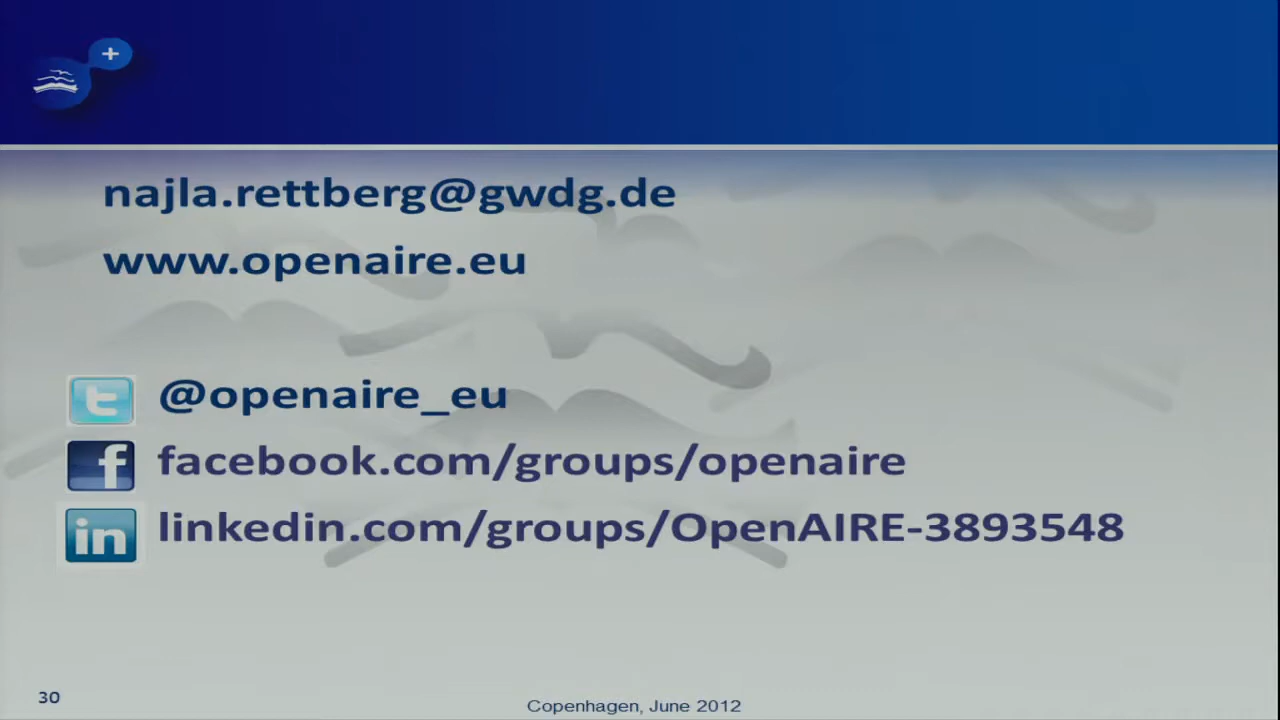 +
najla.rettberg@gwdg.de
www.openaire.eu
t @openaire_eu
f facebook.com/groups/openaire
in linkedin.com/groups/OpenAIRE-3893548
30
Copenhagen, June 2012